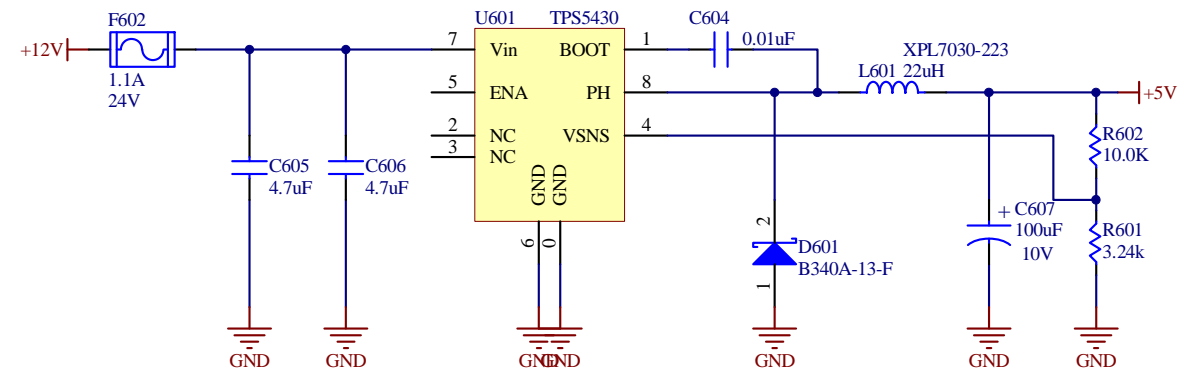 F602
+12V
1.1A
24V
C605
4.7uF
C606
4.7uF
U601
TPS5430
7
Vin
5
ENA
2
NC
3
NC
BOOT
1
PH
8
VSNS
4
GND
GND
6
0
C604
0.01uF
XPL7030-223
L601 22uH
+5V
R602
10.0K
2
D601
B340A-13-F
1
+
C607
100uF
10V
R601
3.24k
GND
GND
GND
GND
GND
GND
GND